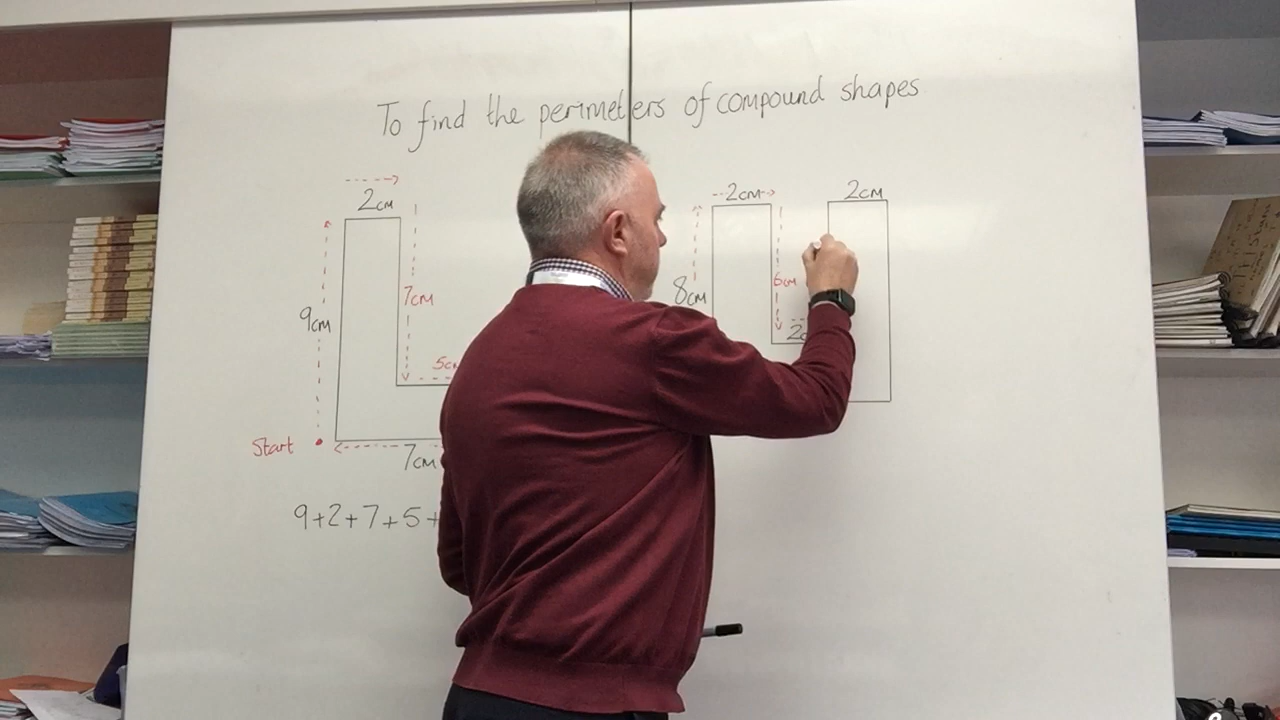 To find the perimeters of compound shapes
2cm
9cm
7cm
Start
7cm
9+2+7+5+
2cm
8cm
6cm
2cm